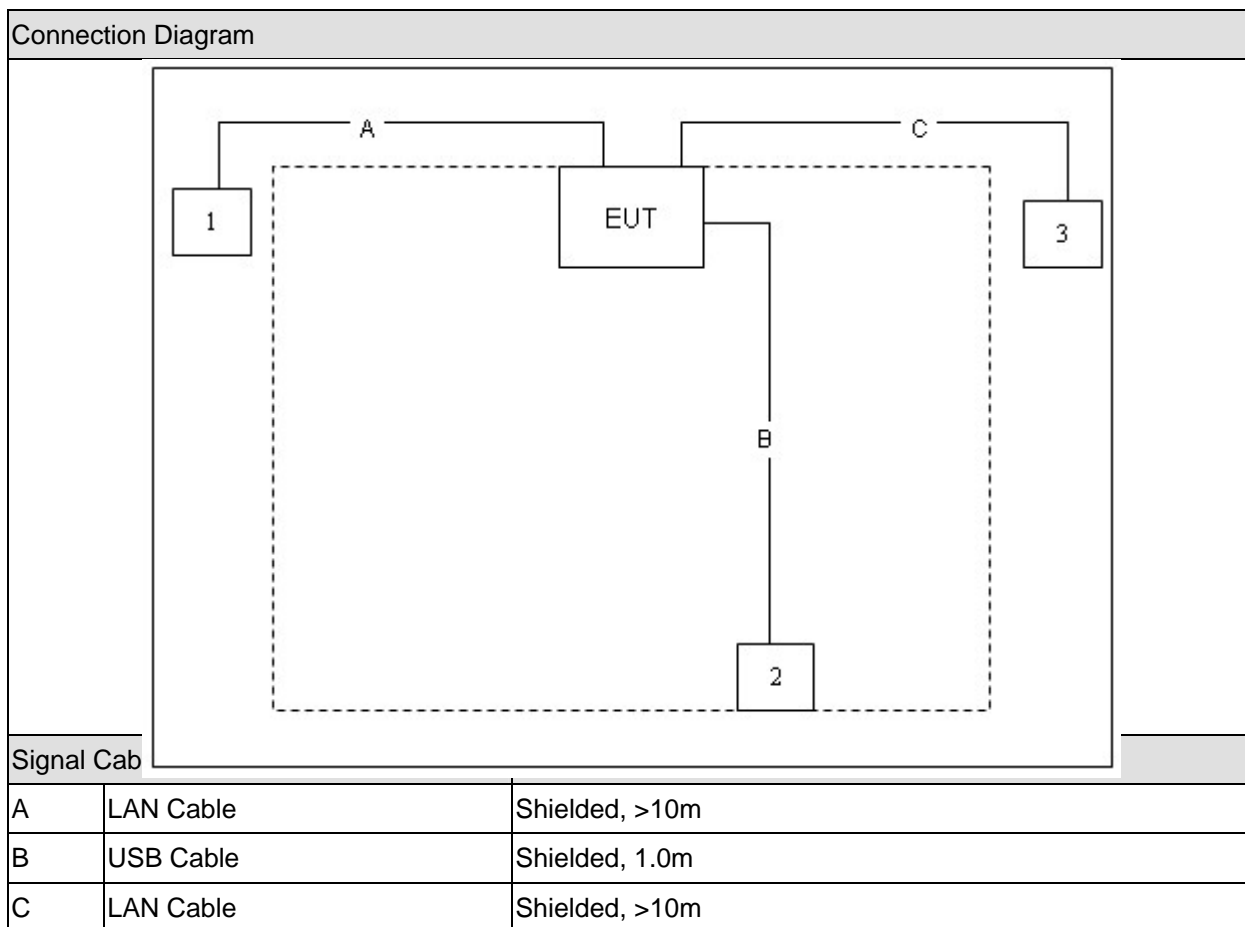 Connection Diagram
A
C
1
EUT
3
B
2
Signal Cab
A LAN Cable Shielded, >10m
B USB Cable Shielded, 1.0m
C LAN Cable Shielded, >10m